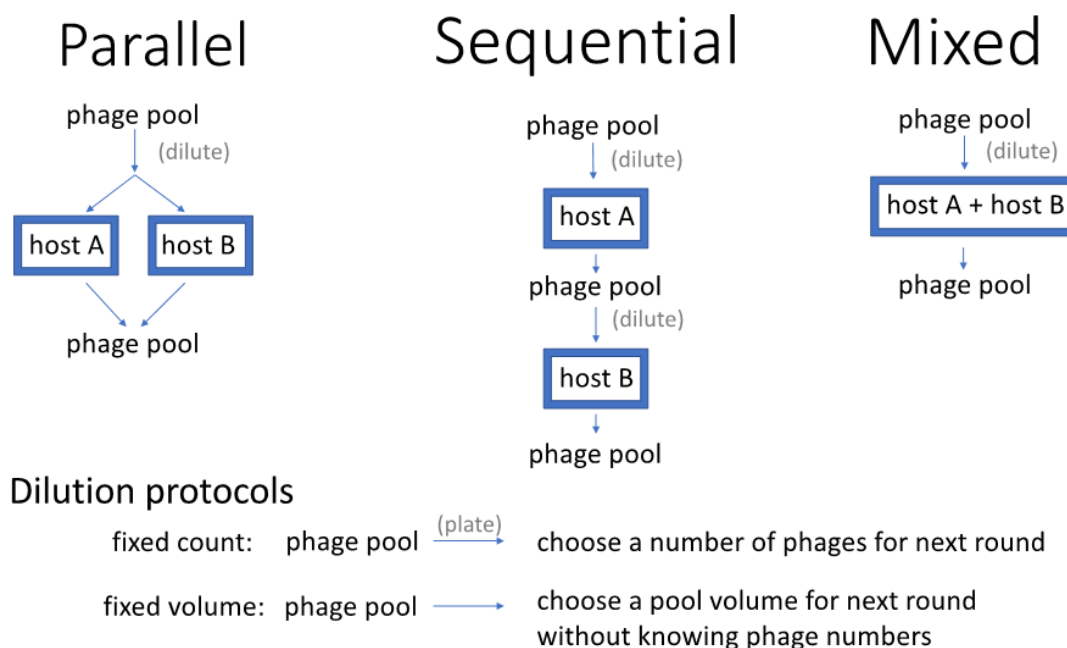 Parallel
phage pool
(dilute)
host A
host B
phage pool
Sequential
phage pool
(dilute)
host A
phage pool
(dilute)
host B
phage pool
Mixed
phage pool
(dilute)
host A + host B
phage pool
Dilution protocols
fixed count: phage pool (plate) choose a number of phages for next round
fixed volume: phage pool choose a pool volume for next round
without knowing phage numbers